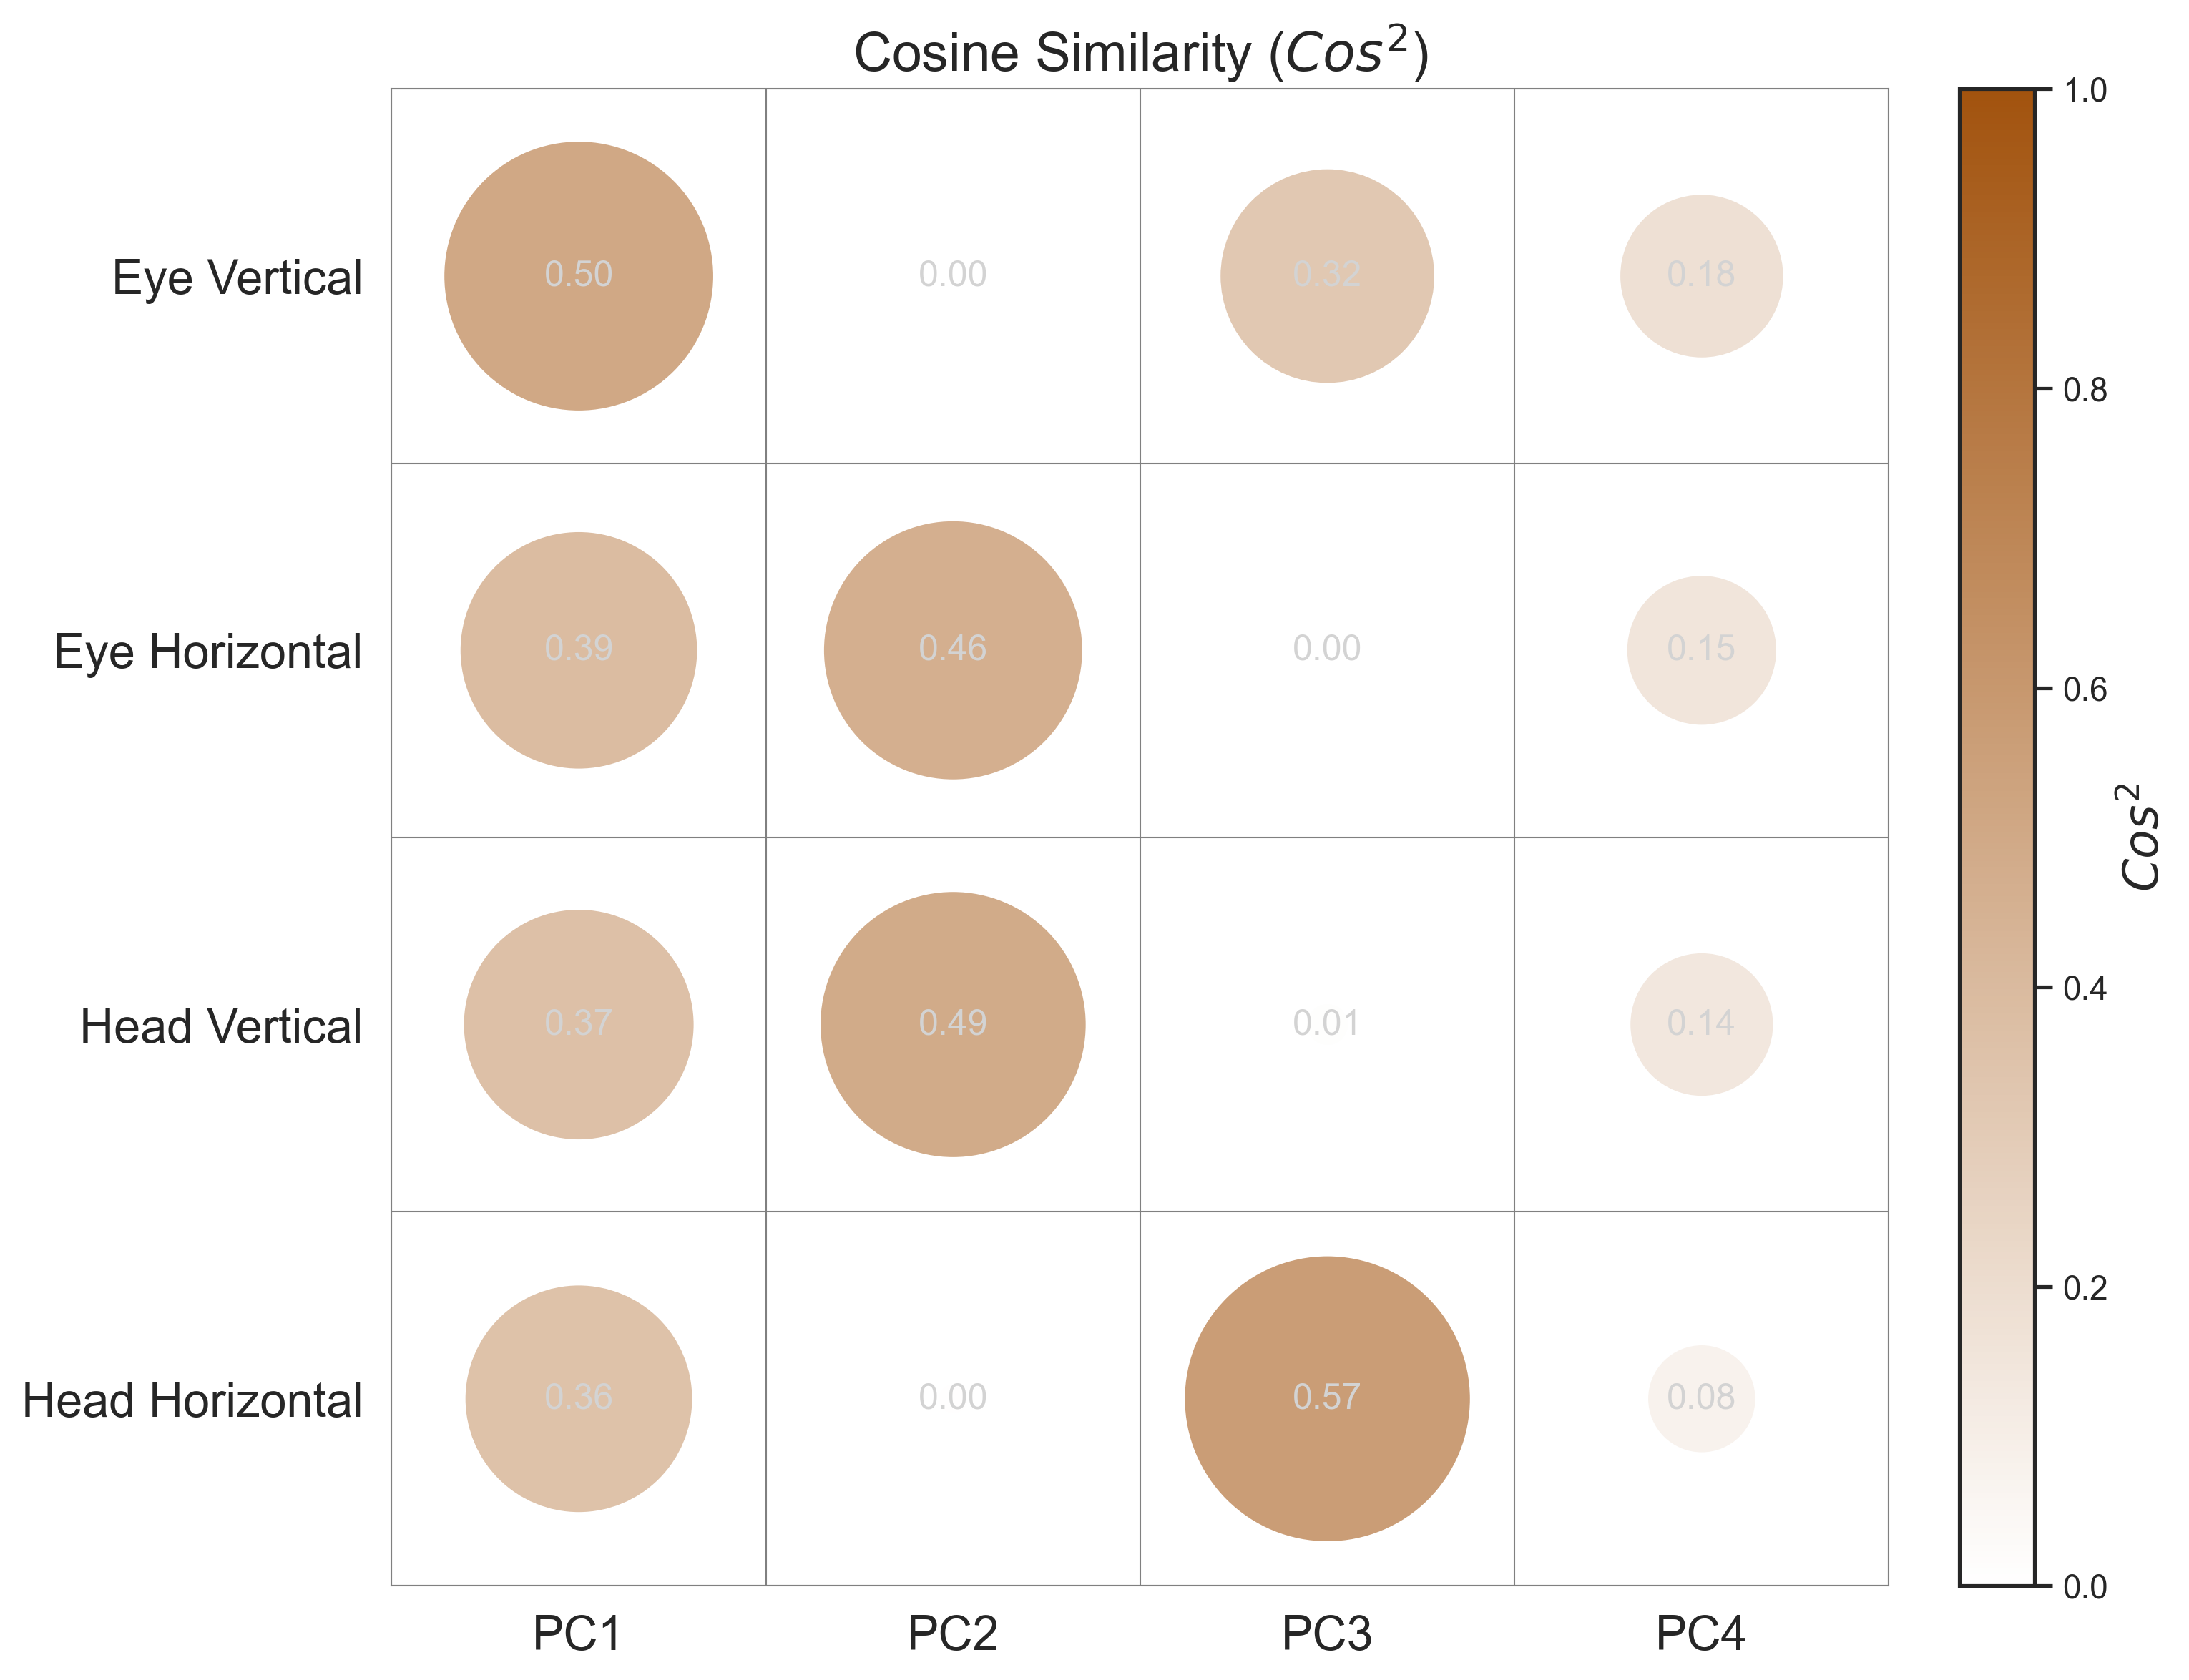 Cosine Similarity (Cos²)
Eye Vertical
0.50
0.00
0.32
0.18
Eye Horizontal
0.39
0.46
0.00
0.15
Head Vertical
0.37
0.49
0.01
0.14
Head Horizontal
0.36
0.00
0.57
0.08
PC1
PC2
PC3
PC4
1.0
0.8
0.6
0.4
0.2
0.0
Cos²